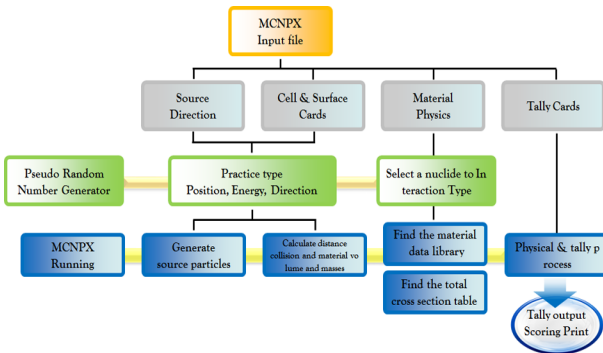 MCNPX
Input file
Source
Direction
Cell & Surface
Cards
Material
Physics
Tally Cards
Pseudo Random
Number Generator
Practice type
Position, Energy, Direction
Select a nuclide to In
teraction Type
MCNPX
Running
Generate
source particles
Calculate distance
collision and material vo
lume and masses
Find the material
data library
Find the total
cross section table
Physical & tally p
rocess
Tally output
Scoring Print